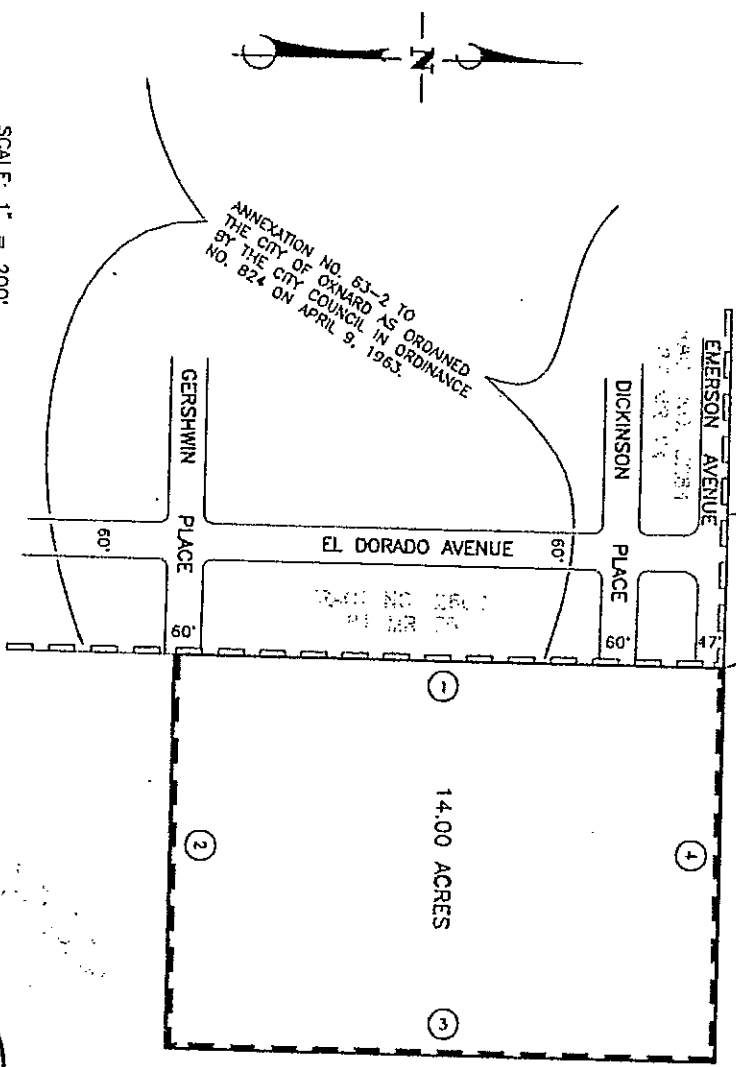 N
SCALE: 1" = 200'
ANNEXATION NO. 63-2 TO
THE CITY OF OXNARD AS ORDAINED
BY THE CITY COUNCIL IN ORDINANCE
NO. 824 ON APRIL 9, 1963.
EMERSON AVENUE
DICKINSON PLACE
GERSHWIN PLACE
EL DORADO AVENUE
60'
60'
60'
60'
47'
1
14.00 ACRES
2
3
4